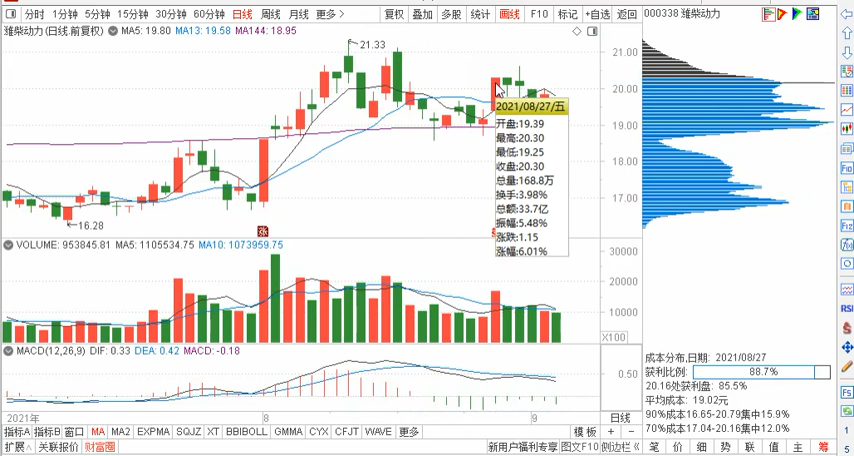 分时 1分钟 5分钟 15分钟 30分钟 60分钟 日线 周线 月线 更多 复权 叠加 多股 统计 画线 F10 标记 +自选 返回 000338 潍柴动力
潍柴动力(日线.前复权) MA5: 19.80 MA13: 19.58 MA144: 18.95
21.33
21.00
20.00
19.00
18.00
17.00
16.28
涨
2021/08/27/五
开盘:19.39
最高:20.30
最低:19.25
收盘:20.30
总量:168.8万
换手:3.98%
总额:33.7亿
振幅:5.48%
涨跌:1.15
涨幅:6.01%
VOLUME: 953845.81 MA5: 1105534.75 MA10: 1073959.75
30000
20000
10000
X100
MACD(12,26,9) DIF: 0.33 DEA: 0.42 MACD: -0.18
0.50
2021年 8 9 日线
指标A 指标B 窗口 MA MA2 EXPMA SQJZ XT BBIBOLL GMMA CYX CFJT WAVE 更多 模板 + -
扩展∧ 关联报价 财富圈 新用户福利专享 图文F10 侧边栏
成本分布,日期: 2021/08/27
获利比例: 88.7%
20.16处获利盘: 85.5%
平均成本: 19.02元
90%成本16.65-20.79集中15.9%
70%成本17.04-20.16集中12.0%
笔 价 细 势 联 值 主 筹
F10
F12
RSI
F5
1
5